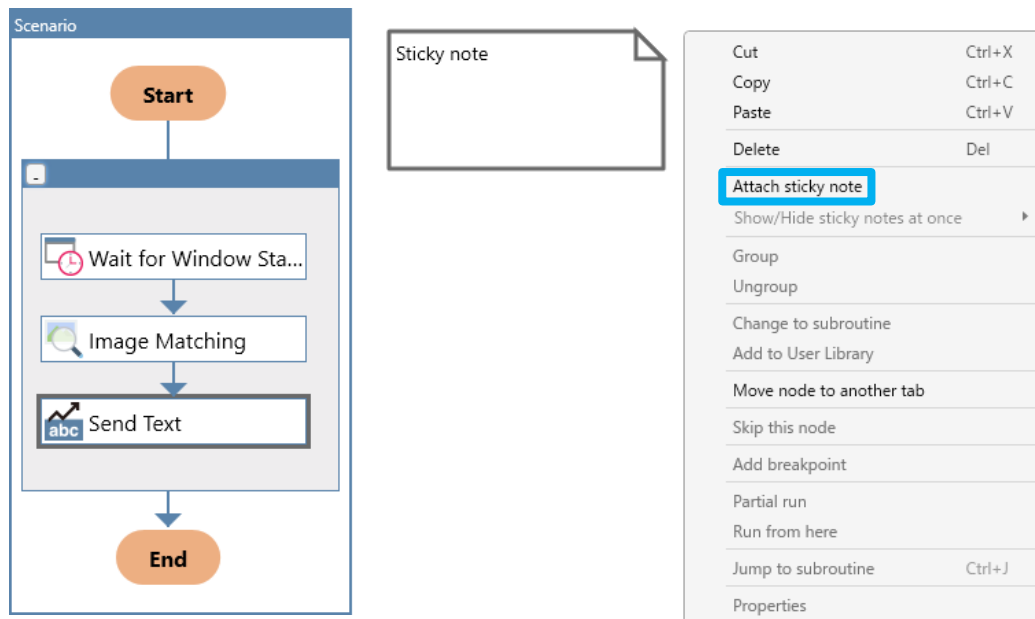 Scenario
Start
-
Wait for Window Sta...
Image Matching
abc
Send Text
End
Sticky note
Cut Ctrl+X
Copy Ctrl+C
Paste Ctrl+V
Delete Del
Attach sticky note
Show/Hide sticky notes at once
Group
Ungroup
Change to subroutine
Add to User Library
Move node to another tab
Skip this node
Add breakpoint
Partial run
Run from here
Jump to subroutine Ctrl+J
Properties